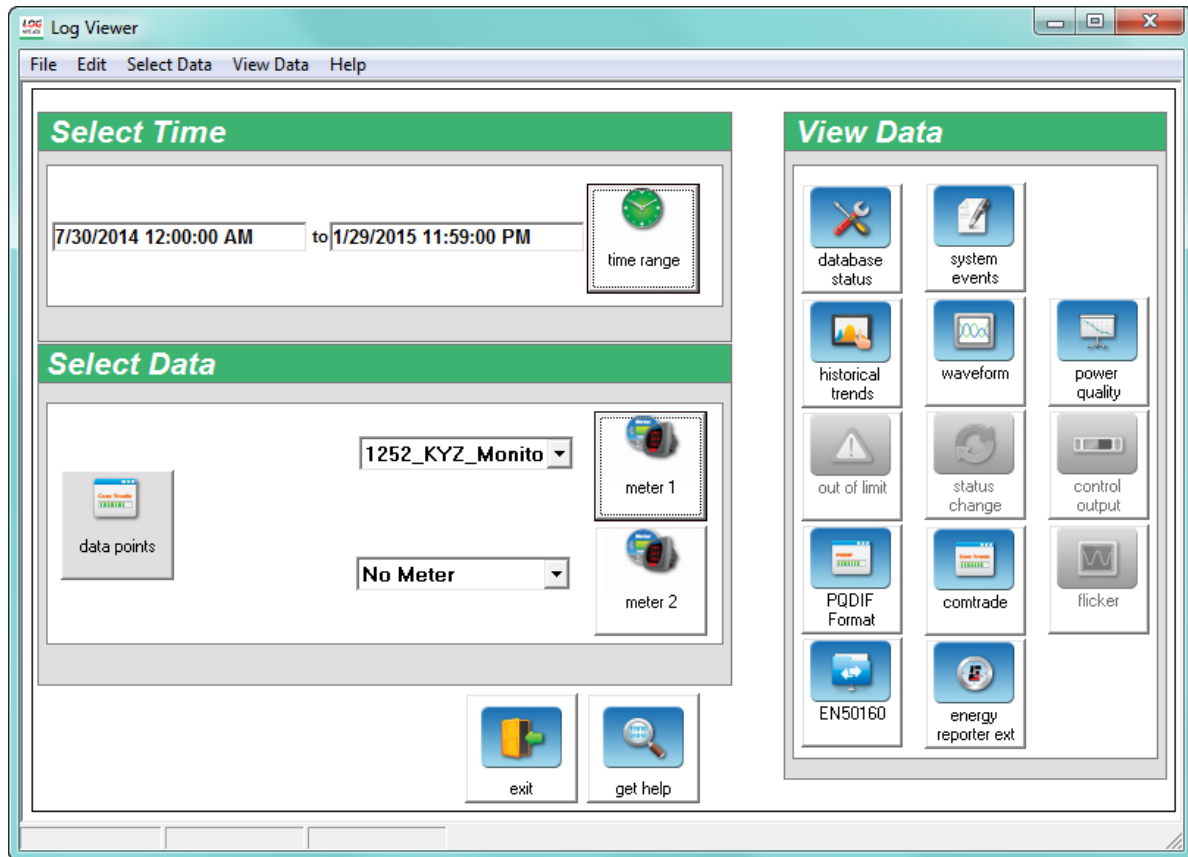 Log Viewer
File Edit Select Data View Data Help
Select Time
7/30/2014 12:00:00 AM to 1/29/2015 11:59:00 PM
time range
Select Data
1252_KYZ_Monito
meter 1
data points
No Meter
meter 2
exit
get help
View Data
database
status
system
events
historical
trends
waveform
power
quality
out of limit
status
change
control
output
PQDIF
Format
comtrade
flicker
EN50160
energy
reporter ext